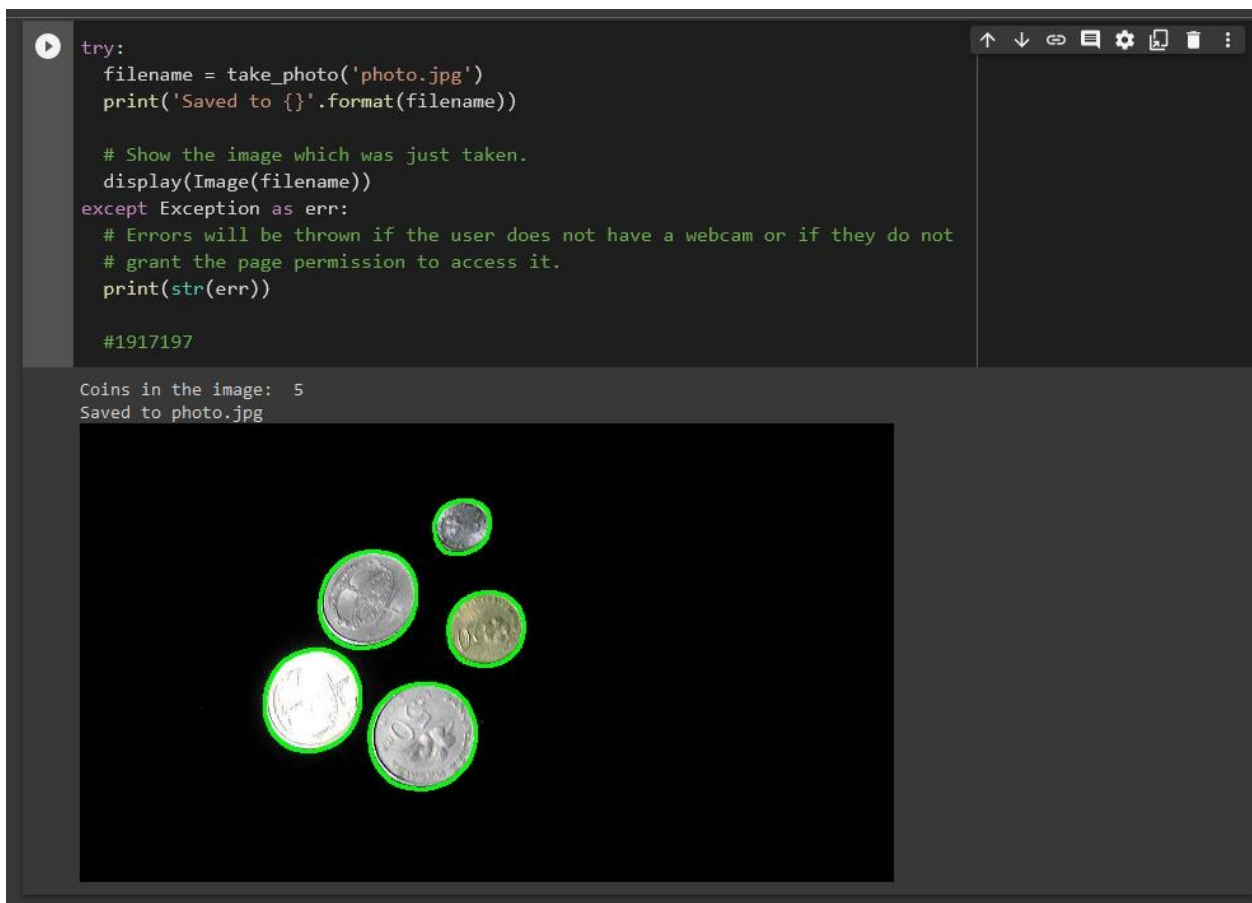 try:
  filename = take_photo('photo.jpg')
  print('Saved to {}'.format(filename))
  # Show the image which was just taken.
  display(Image(filename))
except Exception as err:
  # Errors will be thrown if the user does not have a webcam or if they do not
  # grant the page permission to access it.
  print(str(err))
  #1917197
Coins in the image:  5
Saved to photo.jpg